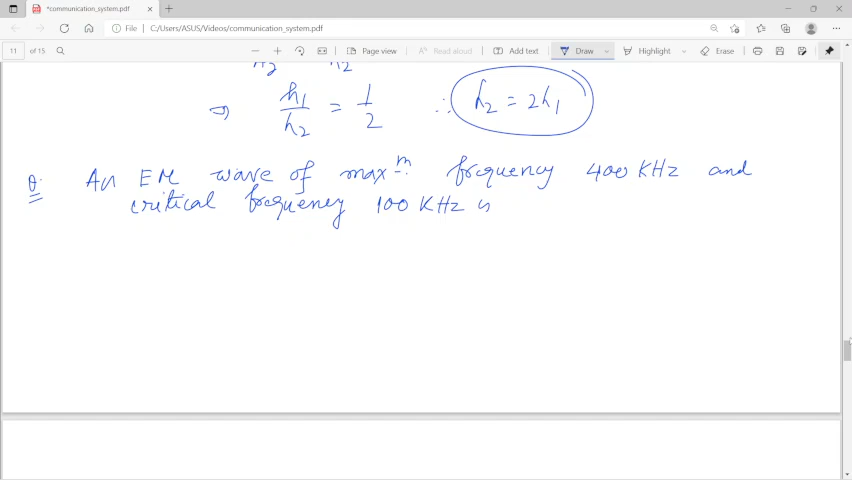 *communication_system.pdf
File | C:/Users/ASUS/Videos/communication_system.pdf
11 of 15
Page view
Read aloud
Add text
Draw
Highlight
Erase
⇒ h1/h2 = 1/2 ∴ h2 = 2h1
Q. An EM wave of max^m. frequency 400 KHz and
critical frequency 100 KHz